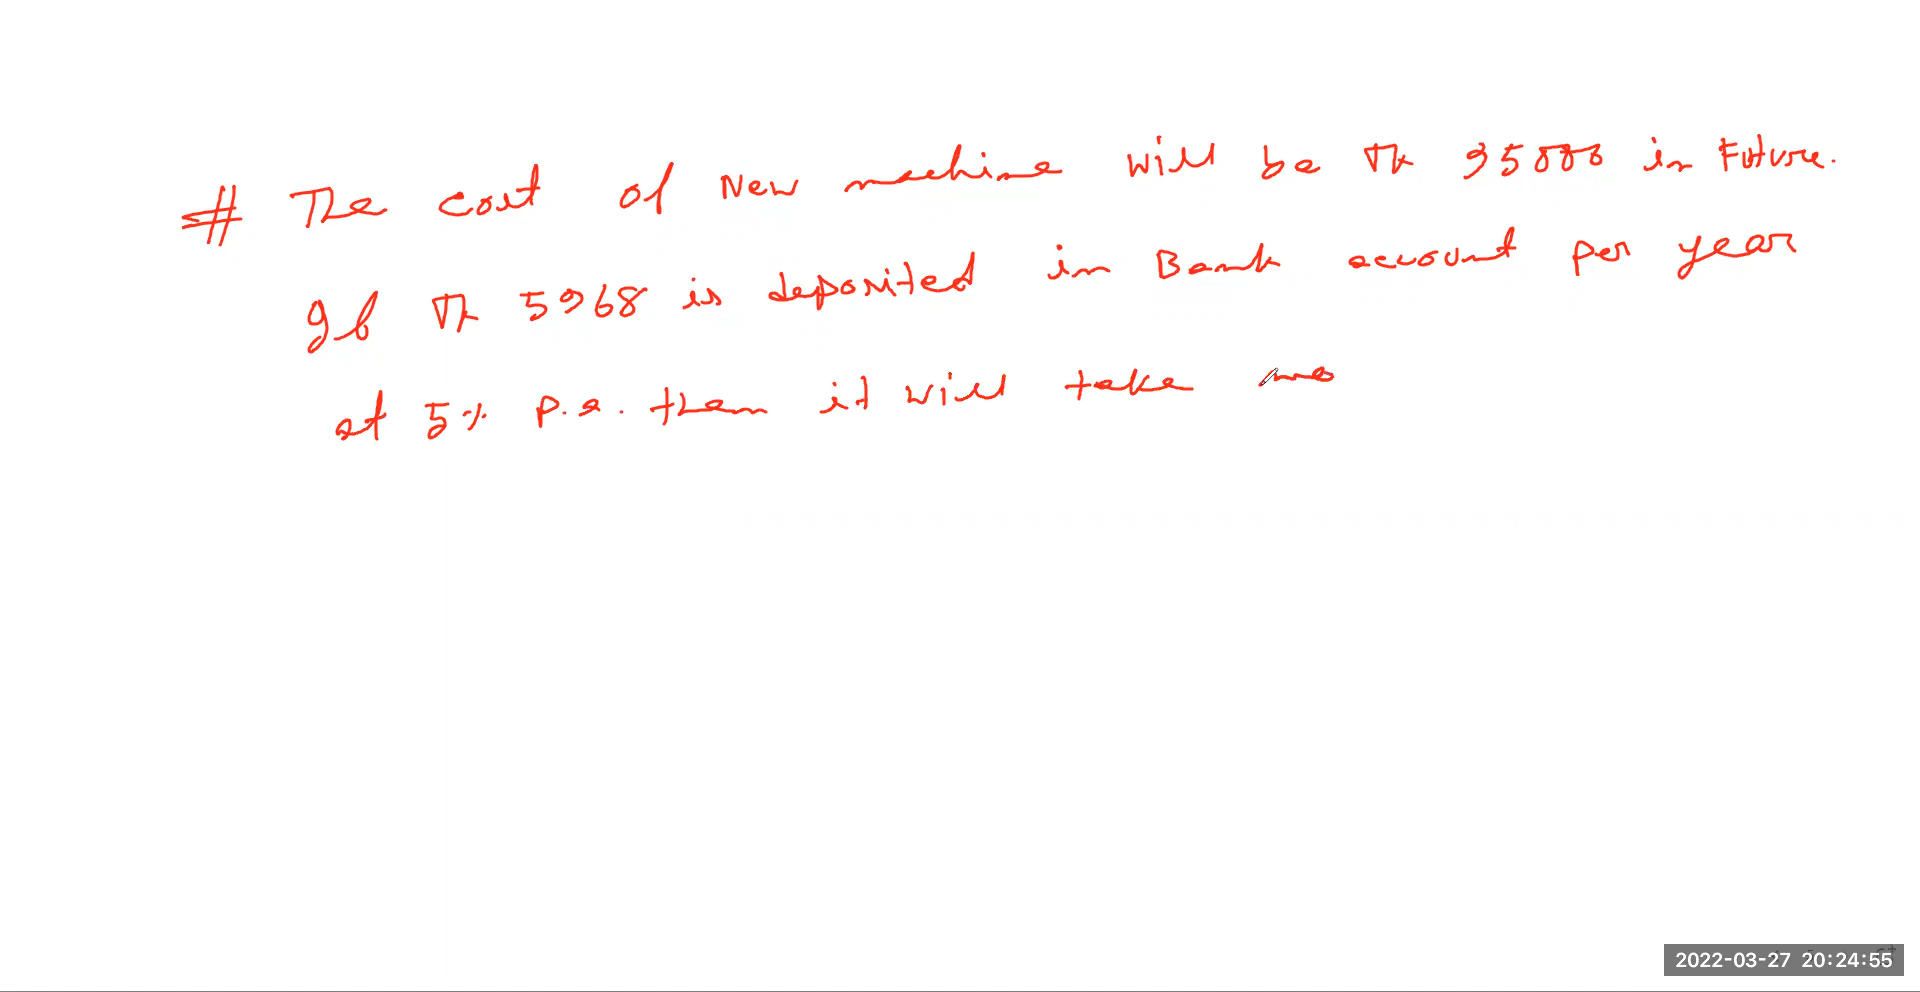 # The cost of New machine will be Tk 95000 in Future.
If Tk 5968 is deposited in Bank account per year
at 5% p.a. then it will take me
2022-03-27 20:24:55